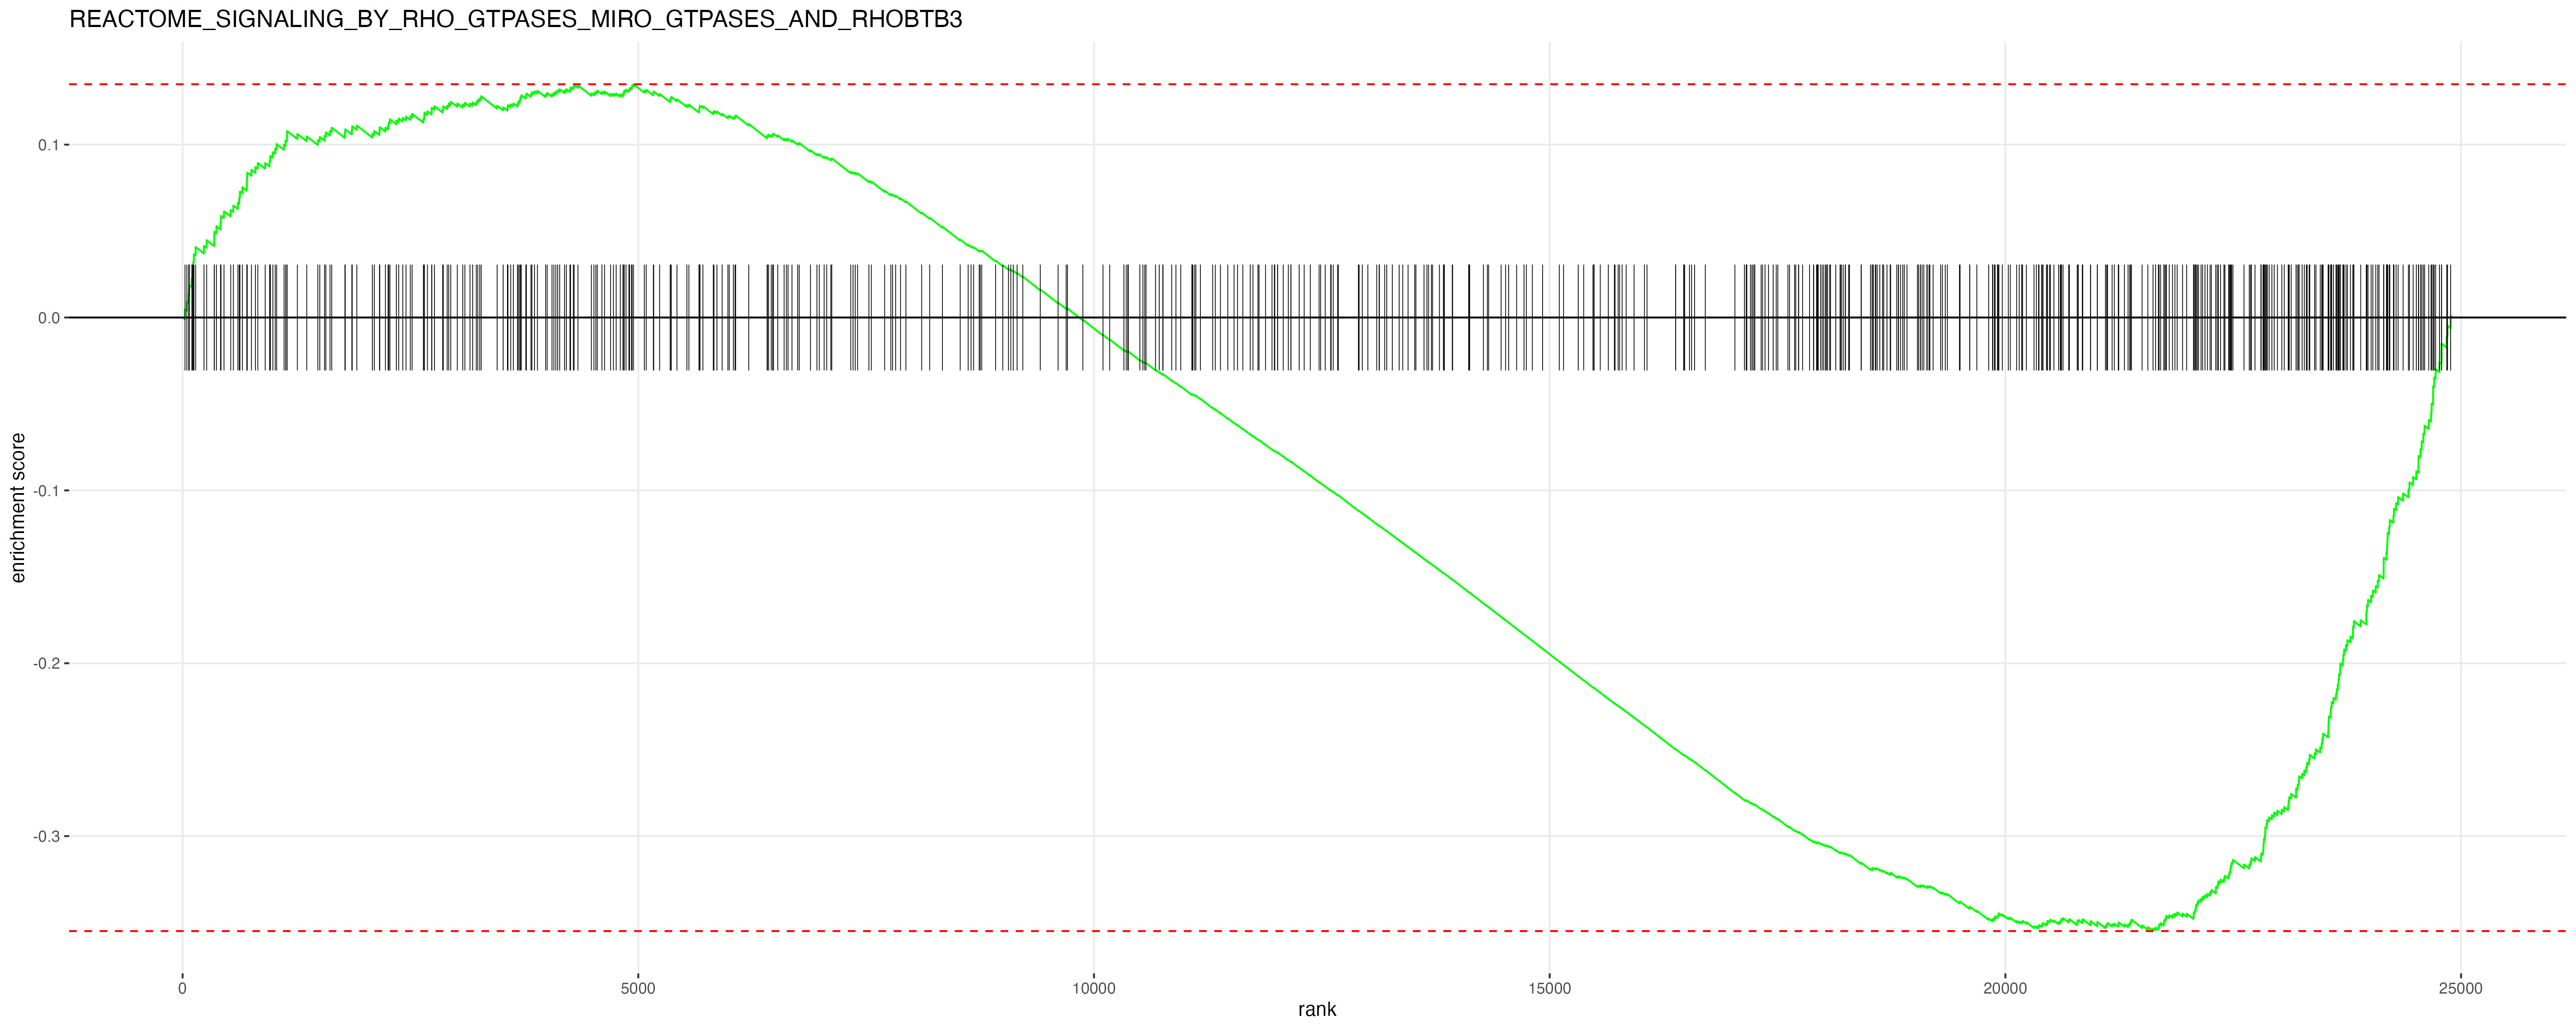 REACTOME_SIGNALING_BY_RHO_GTPASES_MIRO_GTPASES_AND_RHOBTB3
0.1
0.0
-0.1
-0.2
-0.3
enrichment score
0 5000 10000 15000 20000 25000
rank